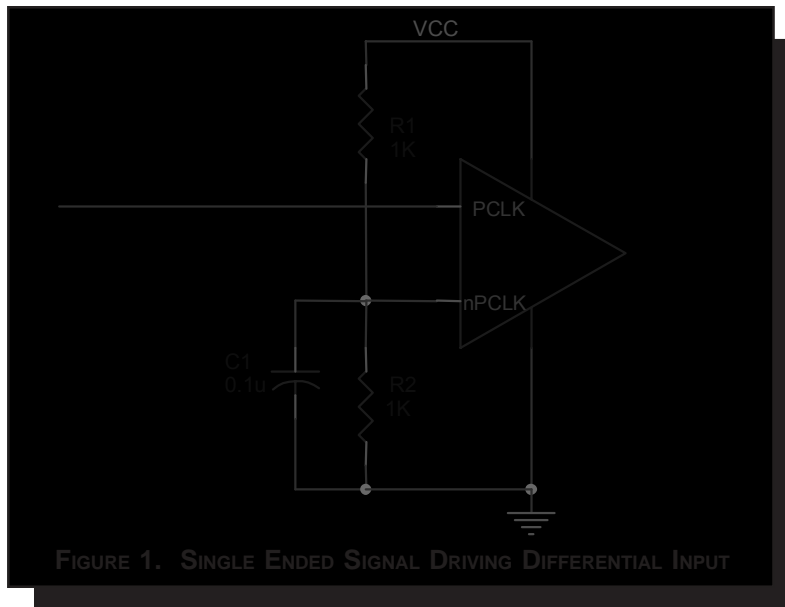 VCC
R1
1K
PCLK
nPCLK
C1
0.1u
R2
1K
FIGURE 1. SINGLE ENDED SIGNAL DRIVING DIFFERENTIAL INPUT